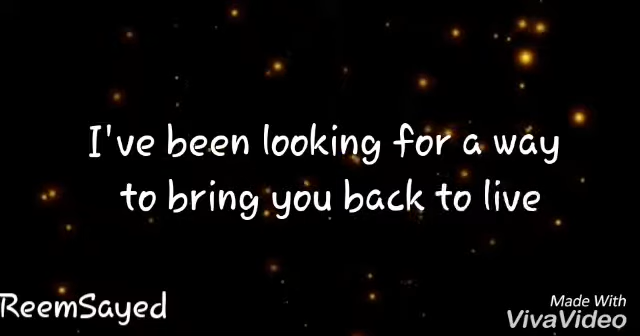 I've been looking for a way
to bring you back to live
ReemSayed
Made With
VivaVideo